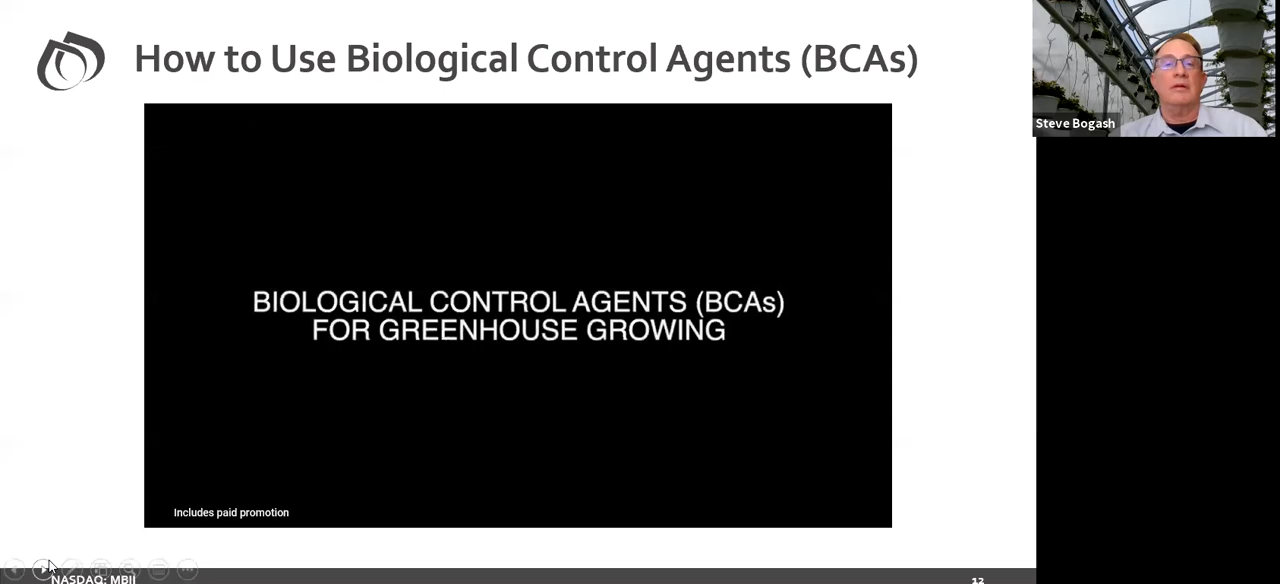 How to Use Biological Control Agents (BCAs)
Steve Bogash
BIOLOGICAL CONTROL AGENTS (BCAs)
FOR GREENHOUSE GROWING
Includes paid promotion
NASDAQ: MBII
12